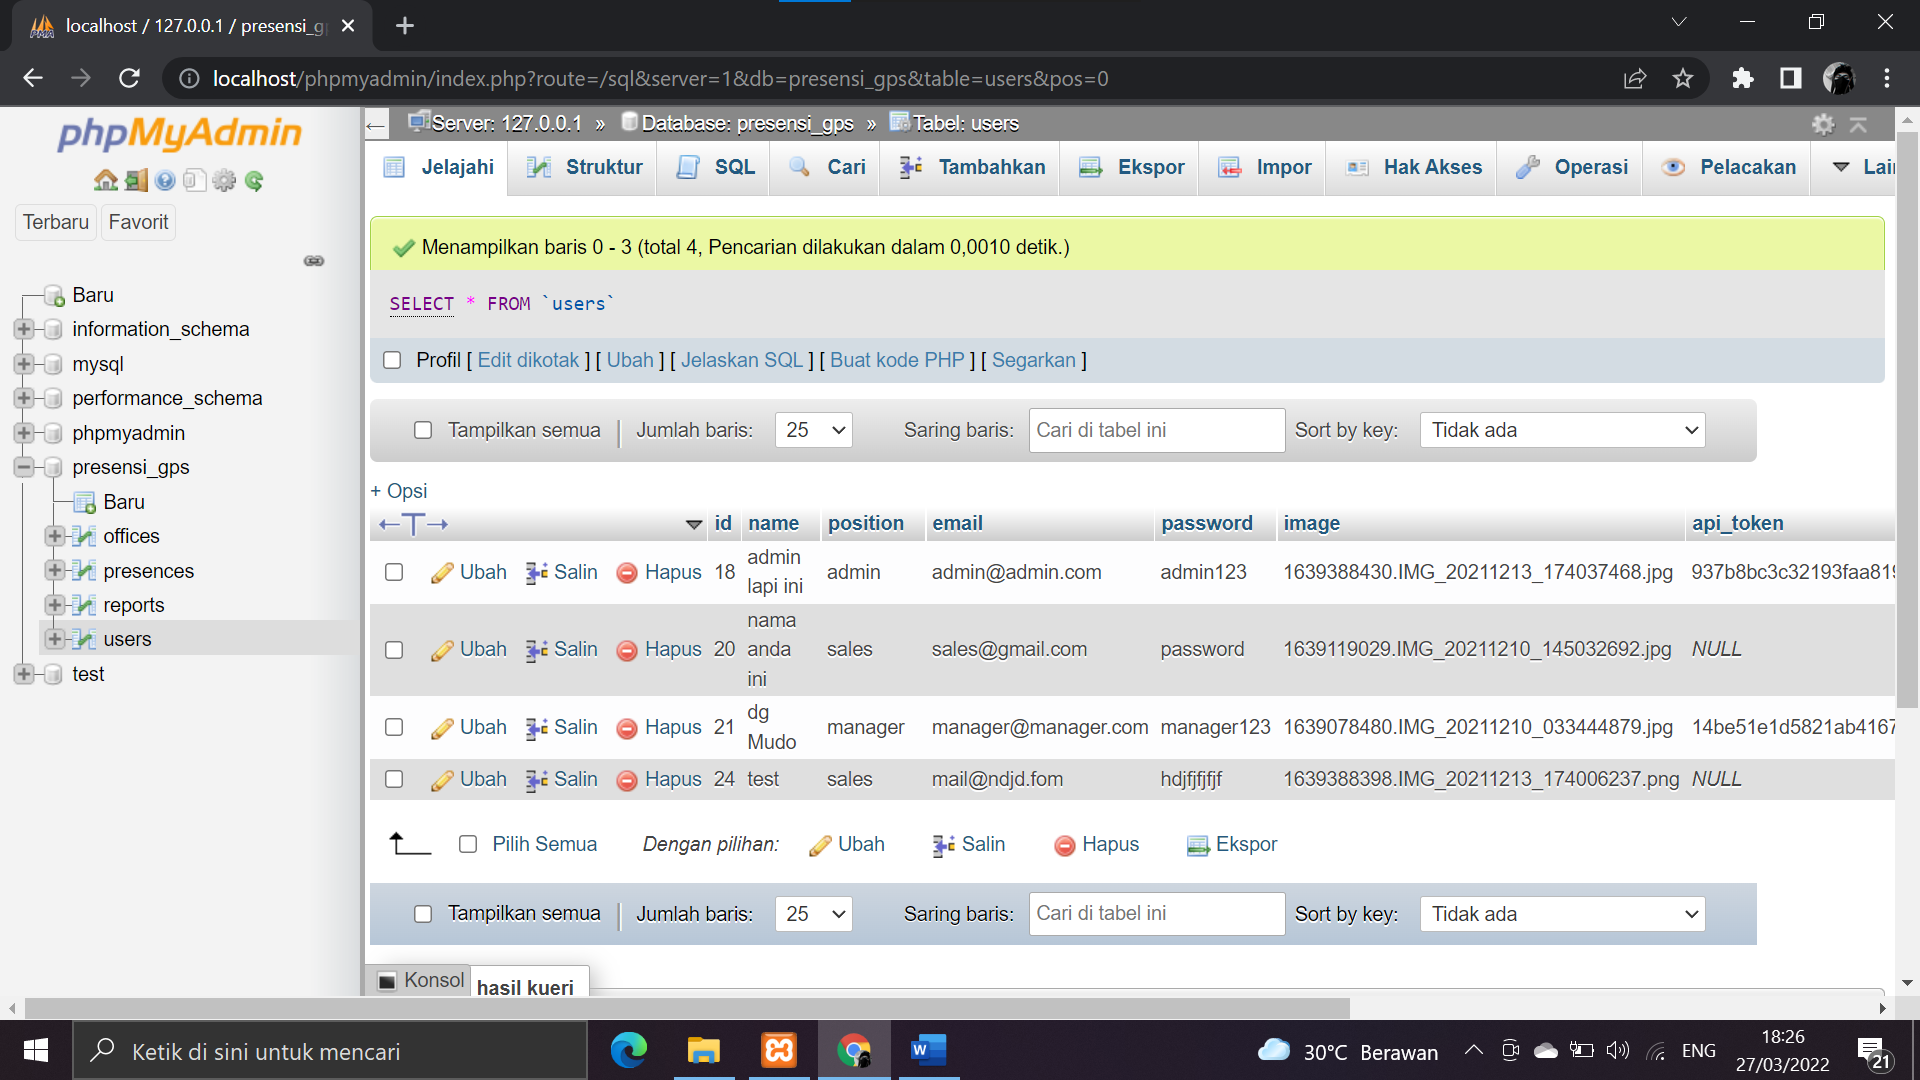 localhost / 127.0.0.1 / presensi_g
localhost/phpmyadmin/index.php?route=/sql&server=1&db=presensi_gps&table=users&pos=0
phpMyAdmin
Terbaru Favorit
Baru
information_schema
mysql
performance_schema
phpmyadmin
presensi_gps
Baru
offices
presences
reports
users
test
Server: 127.0.0.1 » Database: presensi_gps » Tabel: users
Jelajahi Struktur SQL Cari Tambahkan Ekspor Impor Hak Akses Operasi Pelacakan Lai
Menampilkan baris 0 - 3 (total 4, Pencarian dilakukan dalam 0,0010 detik.)
SELECT * FROM `users`
Profil [ Edit dikotak ] [ Ubah ] [ Jelaskan SQL ] [ Buat kode PHP ] [ Segarkan ]
Tampilkan semua | Jumlah baris: 25 Saring baris: Cari di tabel ini Sort by key: Tidak ada
+ Opsi
←T→ id name position email password image api_token
Ubah Salin Hapus 18 admin lapi ini admin admin@admin.com admin123 1639388430.IMG_20211213_174037468.jpg 937b8bc3c32193faa819
Ubah Salin Hapus 20 nama anda ini sales sales@gmail.com password 1639119029.IMG_20211210_145032692.jpg NULL
Ubah Salin Hapus 21 dg Mudo manager manager@manager.com manager123 1639078480.IMG_20211210_033444879.jpg 14be51e1d5821ab4167
Ubah Salin Hapus 24 test sales mail@ndjd.fom hdjfjfjfjf 1639388398.IMG_20211213_174006237.png NULL
Pilih Semua Dengan pilihan: Ubah Salin Hapus Ekspor
Tampilkan semua | Jumlah baris: 25 Saring baris: Cari di tabel ini Sort by key: Tidak ada
Konsol hasil kueri
Ketik di sini untuk mencari
30°C Berawan
ENG
18:26
27/03/2022
21